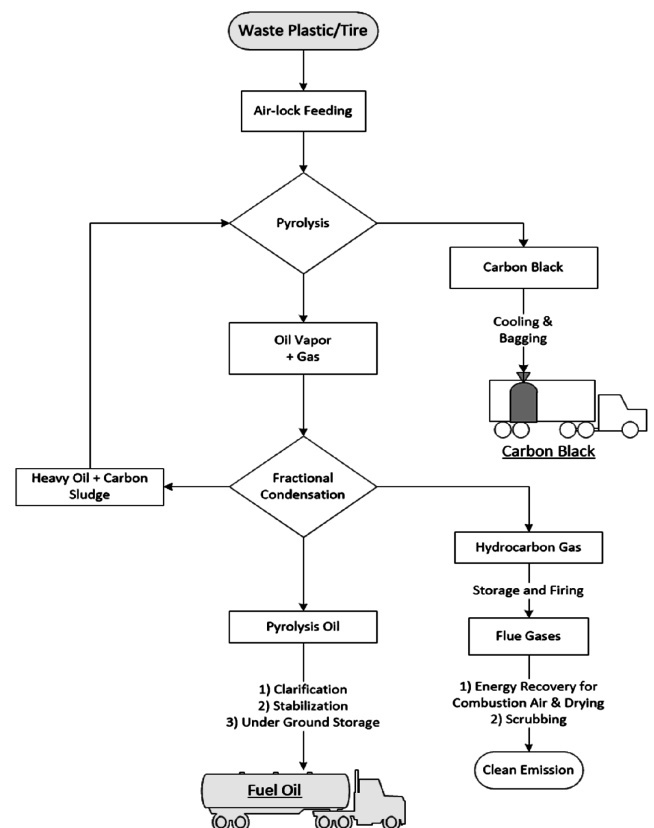 Waste Plastic/Tire
Air-lock Feeding
Pyrolysis
Carbon Black
Oil Vapor
+ Gas
Cooling &
Bagging
Carbon Black
Heavy Oil + Carbon
Sludge
Fractional
Condensation
Hydrocarbon Gas
Storage and Firing
Pyrolysis Oil
Flue Gases
1) Clarification
2) Stabilization
3) Under Ground Storage
1) Energy Recovery for
Combustion Air & Drying
2) Scrubbing
Fuel Oil
Clean Emission